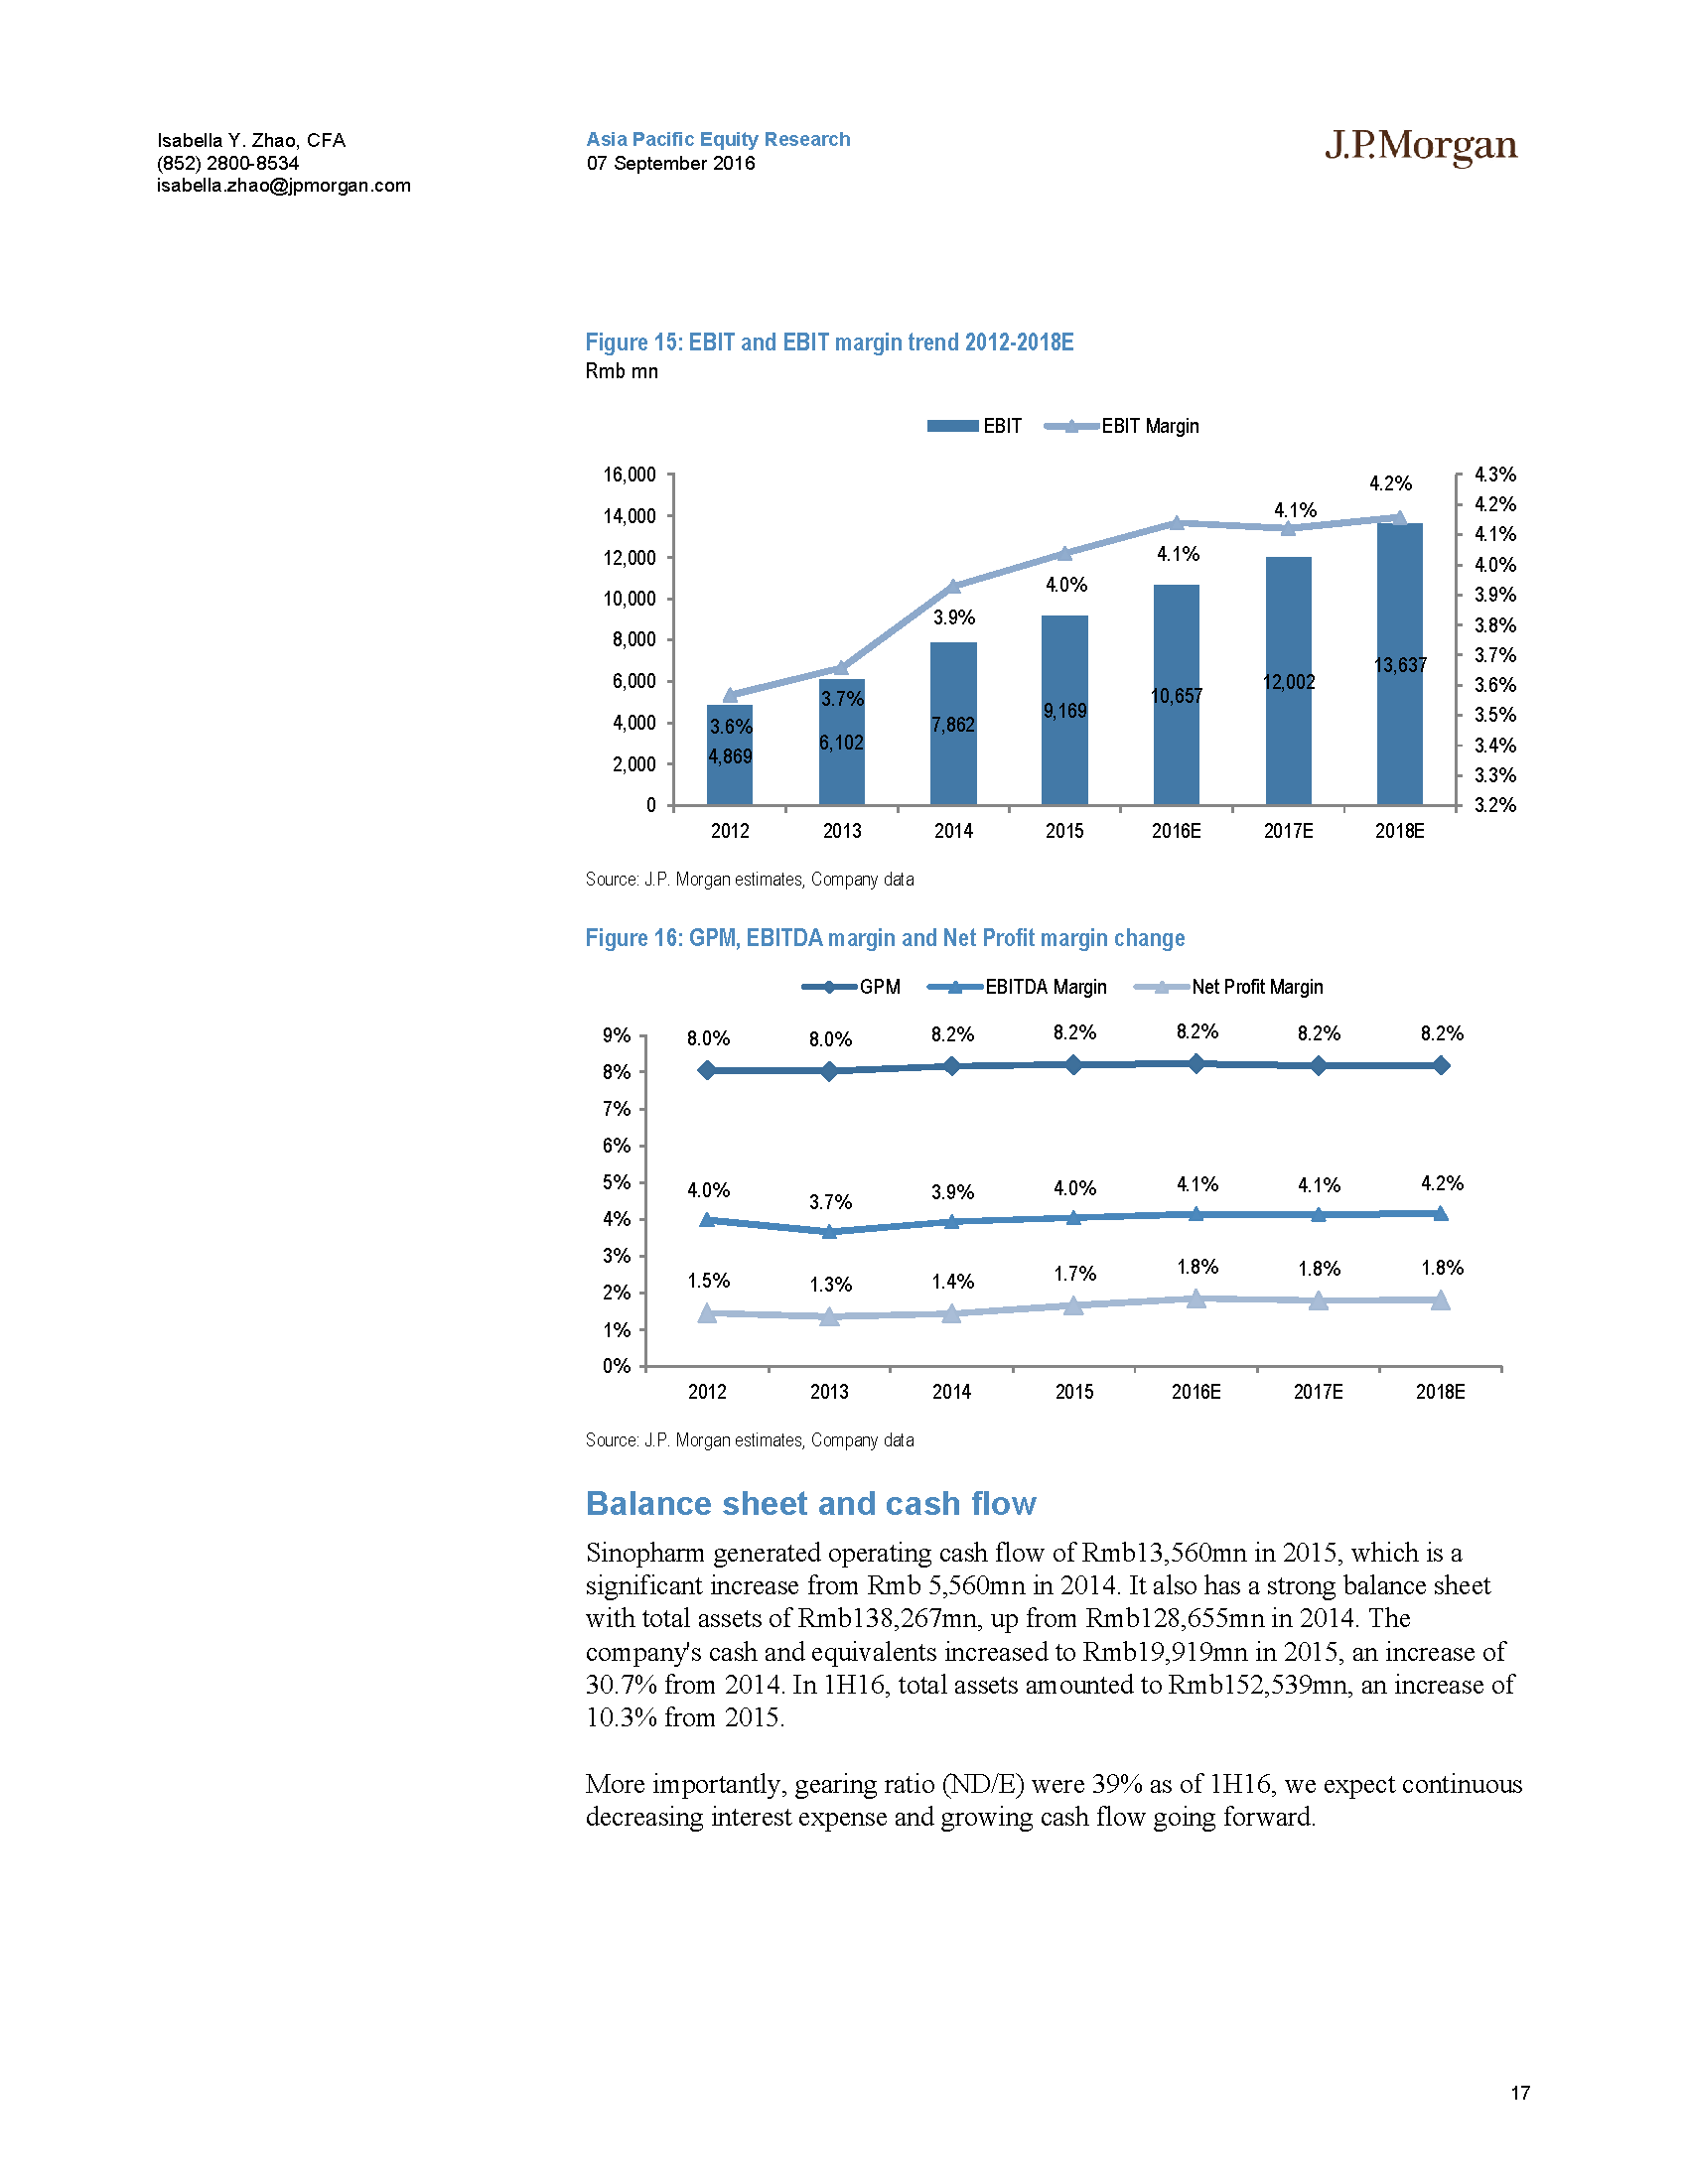 Isabella Y. Zhao, CFA
(852) 2800-8534
isabella.zhao@jpmorgan.com
Asia Pacific Equity Research
07 September 2016
J.P.Morgan
Figure 15: EBIT and EBIT margin trend 2012-2018E
Rmb mn
EBIT EBIT Margin
16,000
14,000
12,000
10,000
8,000
6,000
4,000
2,000
0
4.3%
4.2%
4.1%
4.0%
3.9%
3.8%
3.7%
3.6%
3.5%
3.4%
3.3%
3.2%
3.6%
3.7%
3.9%
4.0%
4.1%
4.1%
4.2%
4,869
6,102
7,862
9,169
10,657
12,002
13,637
2012 2013 2014 2015 2016E 2017E 2018E
Source: J.P. Morgan estimates, Company data
Figure 16: GPM, EBITDA margin and Net Profit margin change
GPM EBITDA Margin Net Profit Margin
9%
8%
7%
6%
5%
4%
3%
2%
1%
0%
8.0% 8.0% 8.2% 8.2% 8.2% 8.2% 8.2%
4.0% 3.7% 3.9% 4.0% 4.1% 4.1% 4.2%
1.5% 1.3% 1.4% 1.7% 1.8% 1.8% 1.8%
2012 2013 2014 2015 2016E 2017E 2018E
Source: J.P. Morgan estimates, Company data
Balance sheet and cash flow
Sinopharm generated operating cash flow of Rmb13,560mn in 2015, which is a
significant increase from Rmb 5,560mn in 2014. It also has a strong balance sheet
with total assets of Rmb138,267mn, up from Rmb128,655mn in 2014. The
company's cash and equivalents increased to Rmb19,919mn in 2015, an increase of
30.7% from 2014. In 1H16, total assets amounted to Rmb152,539mn, an increase of
10.3% from 2015.
More importantly, gearing ratio (ND/E) were 39% as of 1H16, we expect continuous
decreasing interest expense and growing cash flow going forward.
17